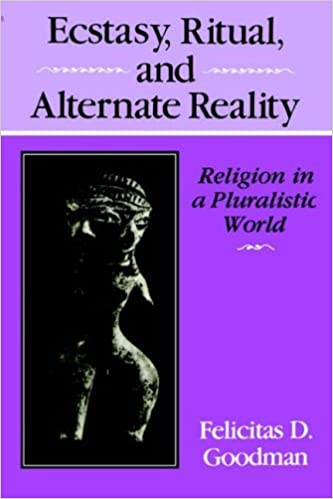 Ecstasy, Ritual,
and
Alternate Reality
Religion in
a Pluralistic
World
Felicitas D.
Goodman